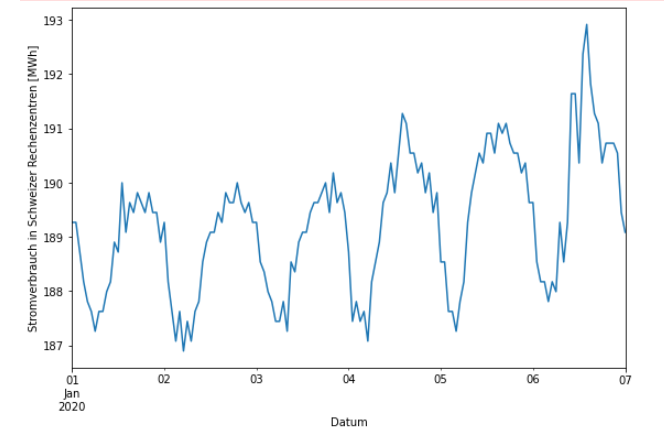 Stromverbrauch in Schweizer Rechenzentren [MWh]
193
192
191
190
189
188
187
01 02 03 04 05 06 07
Jan
2020
Datum